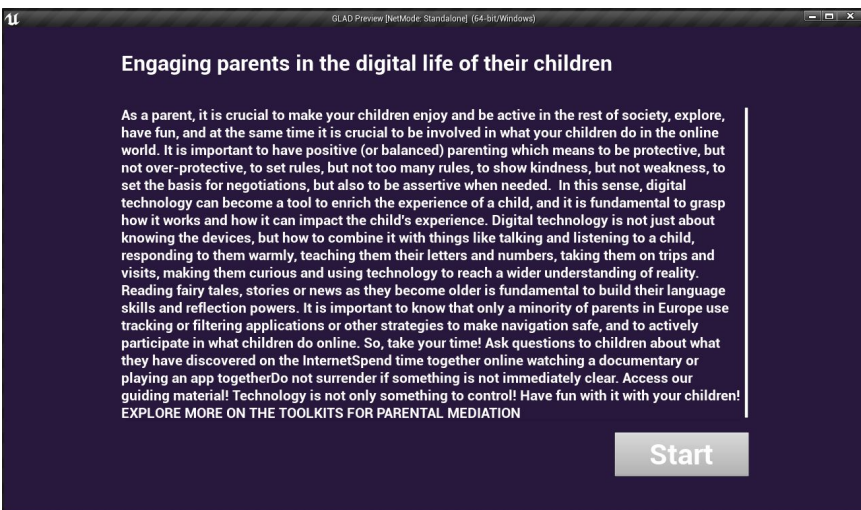 GLAD Preview [NetMode: Standalone] (64-bit/Windows)
Engaging parents in the digital life of their children
As a parent, it is crucial to make your children enjoy and be active in the rest of society, explore,
have fun, and at the same time it is crucial to be involved in what your children do in the online
world. It is important to have positive (or balanced) parenting which means to be protective, but
not over-protective, to set rules, but not too many rules, to show kindness, but not weakness, to
set the basis for negotiations, but also to be assertive when needed.  In this sense, digital
technology can become a tool to enrich the experience of a child, and it is fundamental to grasp
how it works and how it can impact the child's experience. Digital technology is not just about
knowing the devices, but how to combine it with things like talking and listening to a child,
responding to them warmly, teaching them their letters and numbers, taking them on trips and
visits, making them curious and using technology to reach a wider understanding of reality.
Reading fairy tales, stories or news as they become older is fundamental to build their language
skills and reflection powers. It is important to know that only a minority of parents in Europe use
tracking or filtering applications or other strategies to make navigation safe, and to actively
participate in what children do online. So, take your time! Ask questions to children about what
they have discovered on the InternetSpend time together online watching a documentary or
playing an app togetherDo not surrender if something is not immediately clear. Access our
guiding material! Technology is not only something to control! Have fun with it with your children!
EXPLORE MORE ON THE TOOLKITS FOR PARENTAL MEDIATION
Start